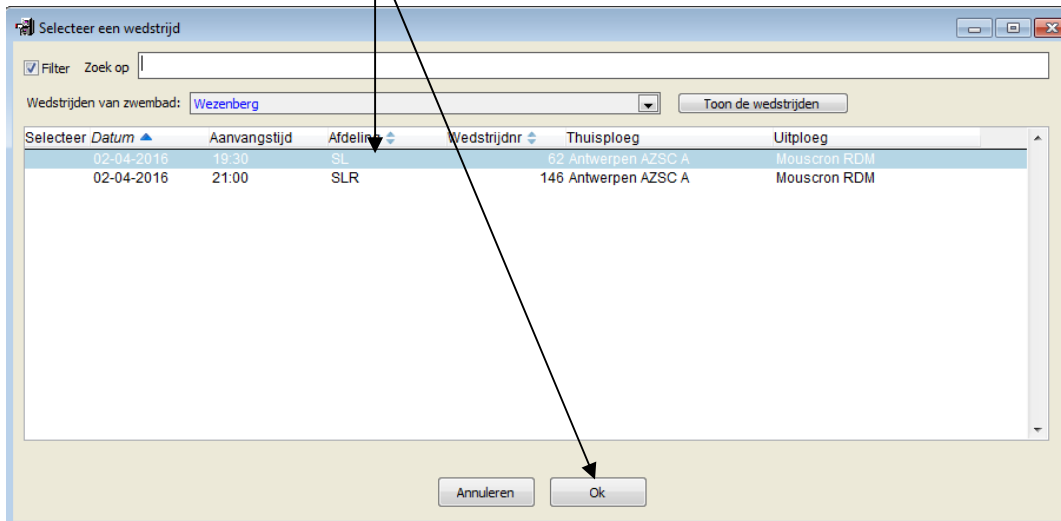 Selecteer een wedstrijd
Filter Zoek op
Wedstrijden van zwembad: Wezenberg Toon de wedstrijden
Selecteer Datum Aanvangstijd Afdeling Wedstrijdnr Thuisploeg Uitploeg
02-04-2016 19:30 SL 62 Antwerpen AZSC A Mouscron RDM
02-04-2016 21:00 SLR 146 Antwerpen AZSC A Mouscron RDM
Annuleren Ok